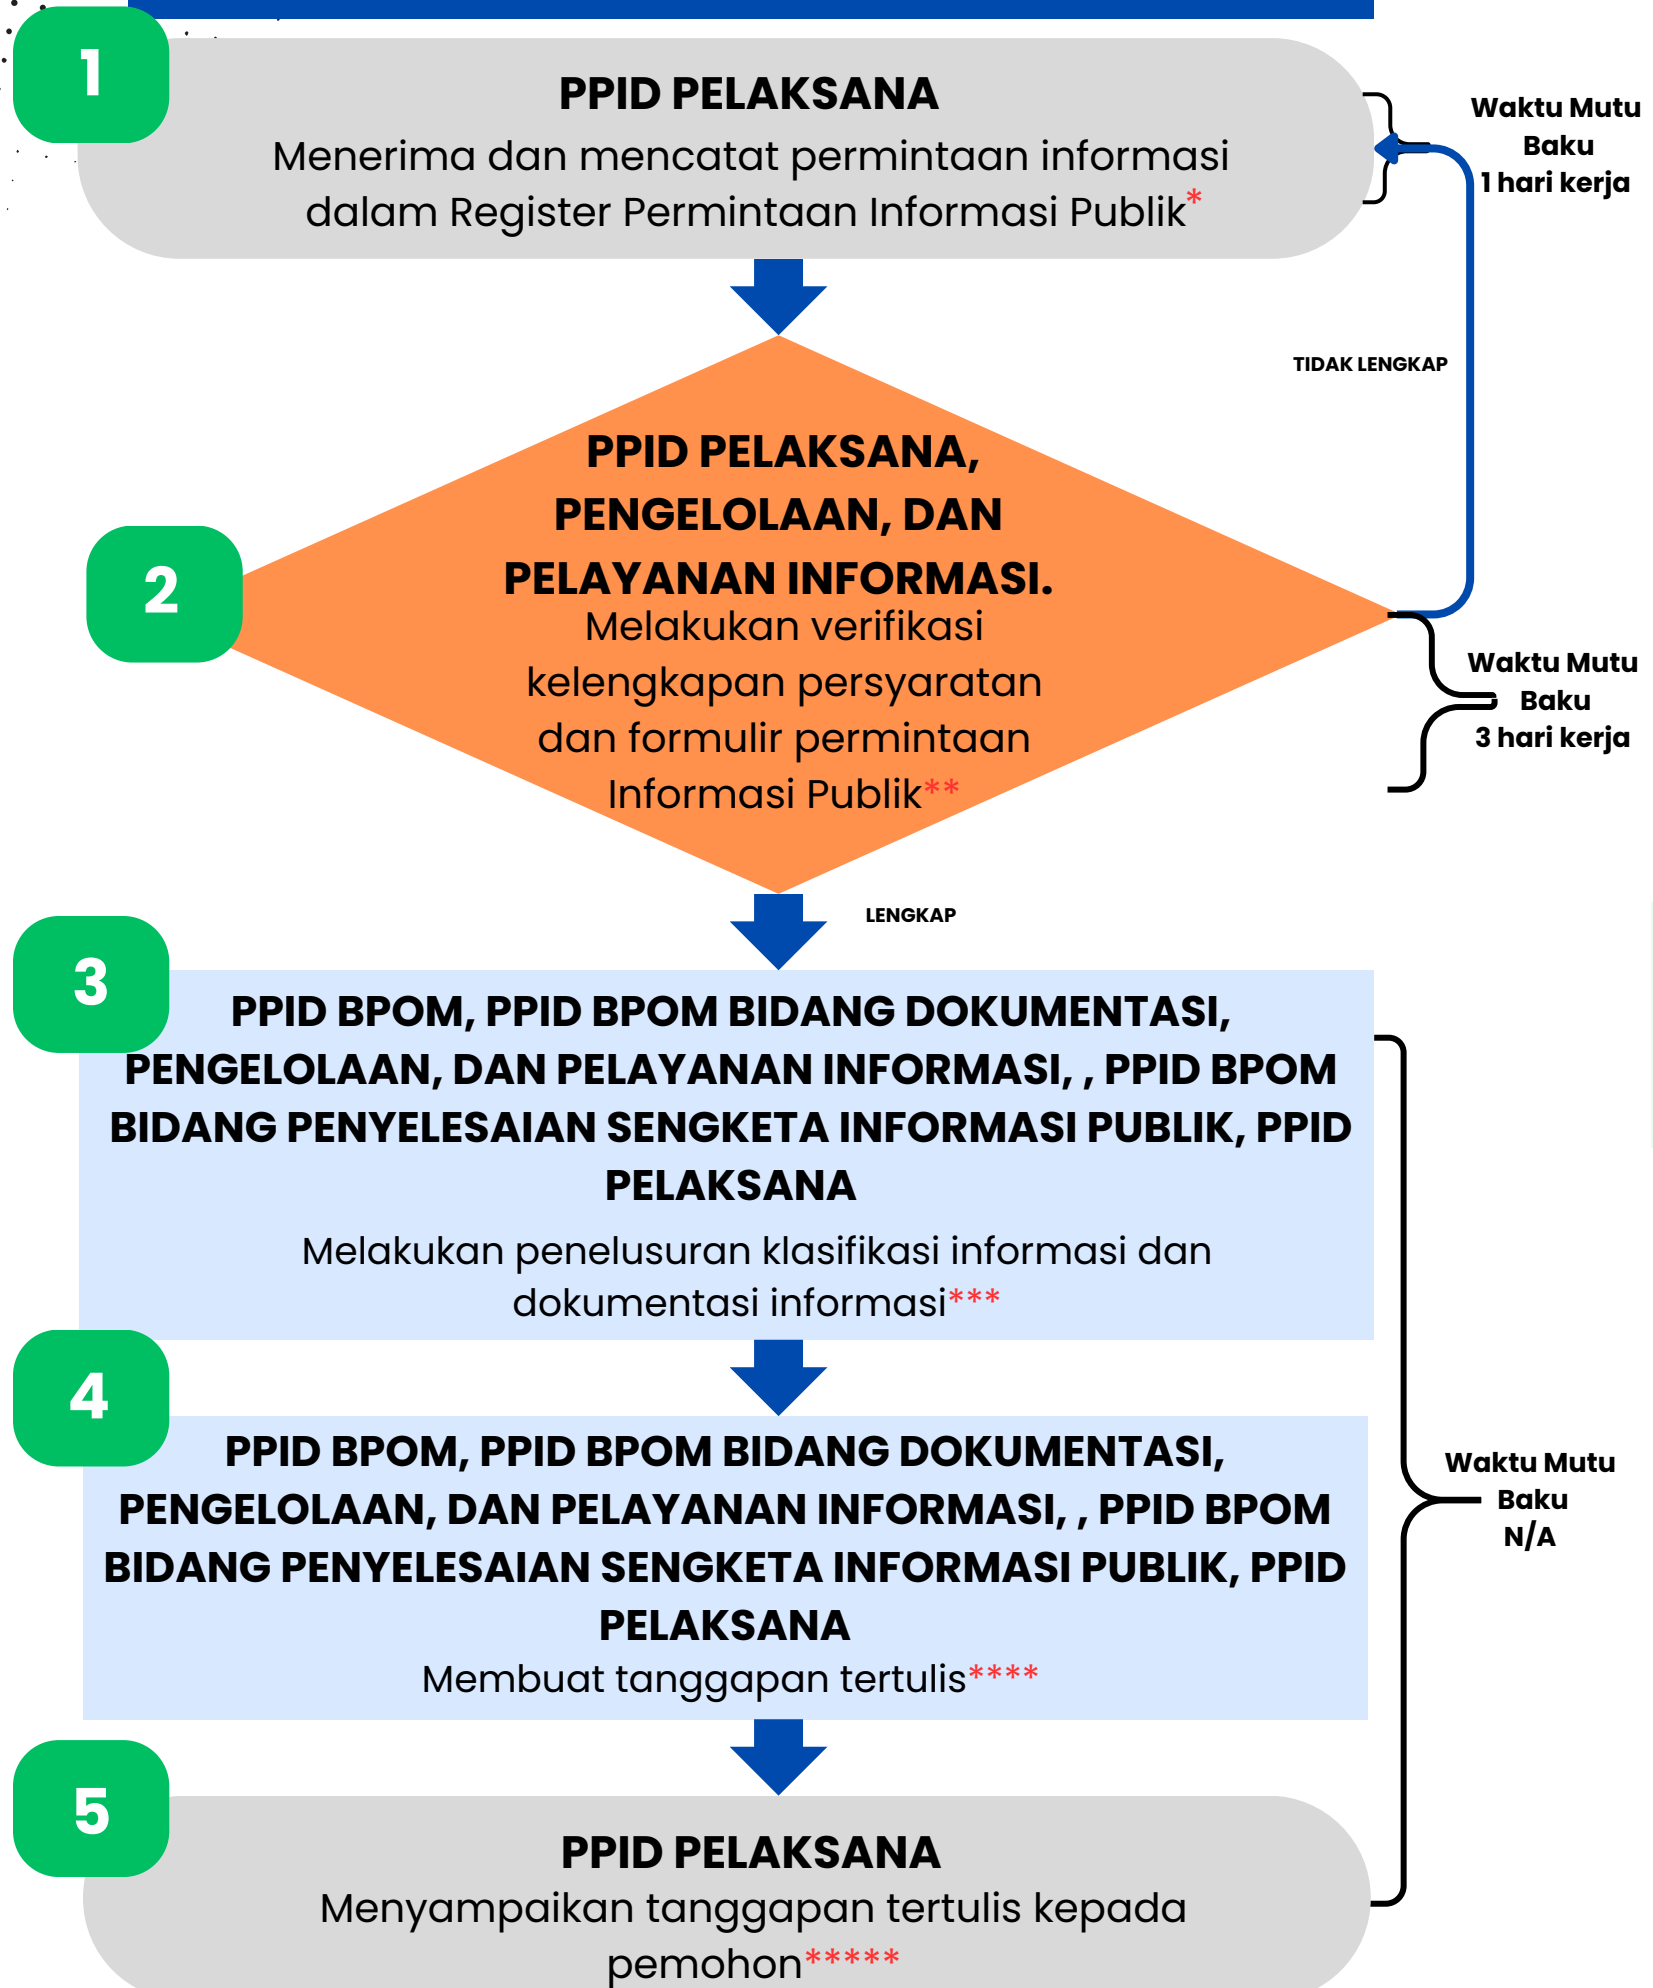 1
PPID PELAKSANA
Menerima dan mencatat permintaan informasi
dalam Register Permintaan Informasi Publik*
Waktu Mutu
Baku
1 hari kerja
TIDAK LENGKAP
2
PPID PELAKSANA,
PENGELOLAAN, DAN
PELAYANAN INFORMASI.
Melakukan verifikasi
kelengkapan persyaratan
dan formulir permintaan
Informasi Publik**
Waktu Mutu
Baku
3 hari kerja
LENGKAP
3
PPID BPOM, PPID BPOM BIDANG DOKUMENTASI,
PENGELOLAAN, DAN PELAYANAN INFORMASI, , PPID BPOM
BIDANG PENYELESAIAN SENGKETA INFORMASI PUBLIK, PPID
PELAKSANA
Melakukan penelusuran klasifikasi informasi dan
dokumentasi informasi***
4
PPID BPOM, PPID BPOM BIDANG DOKUMENTASI,
PENGELOLAAN, DAN PELAYANAN INFORMASI, , PPID BPOM
BIDANG PENYELESAIAN SENGKETA INFORMASI PUBLIK, PPID
PELAKSANA
Membuat tanggapan tertulis****
Waktu Mutu
Baku
N/A
5
PPID PELAKSANA
Menyampaikan tanggapan tertulis kepada
pemohon*****